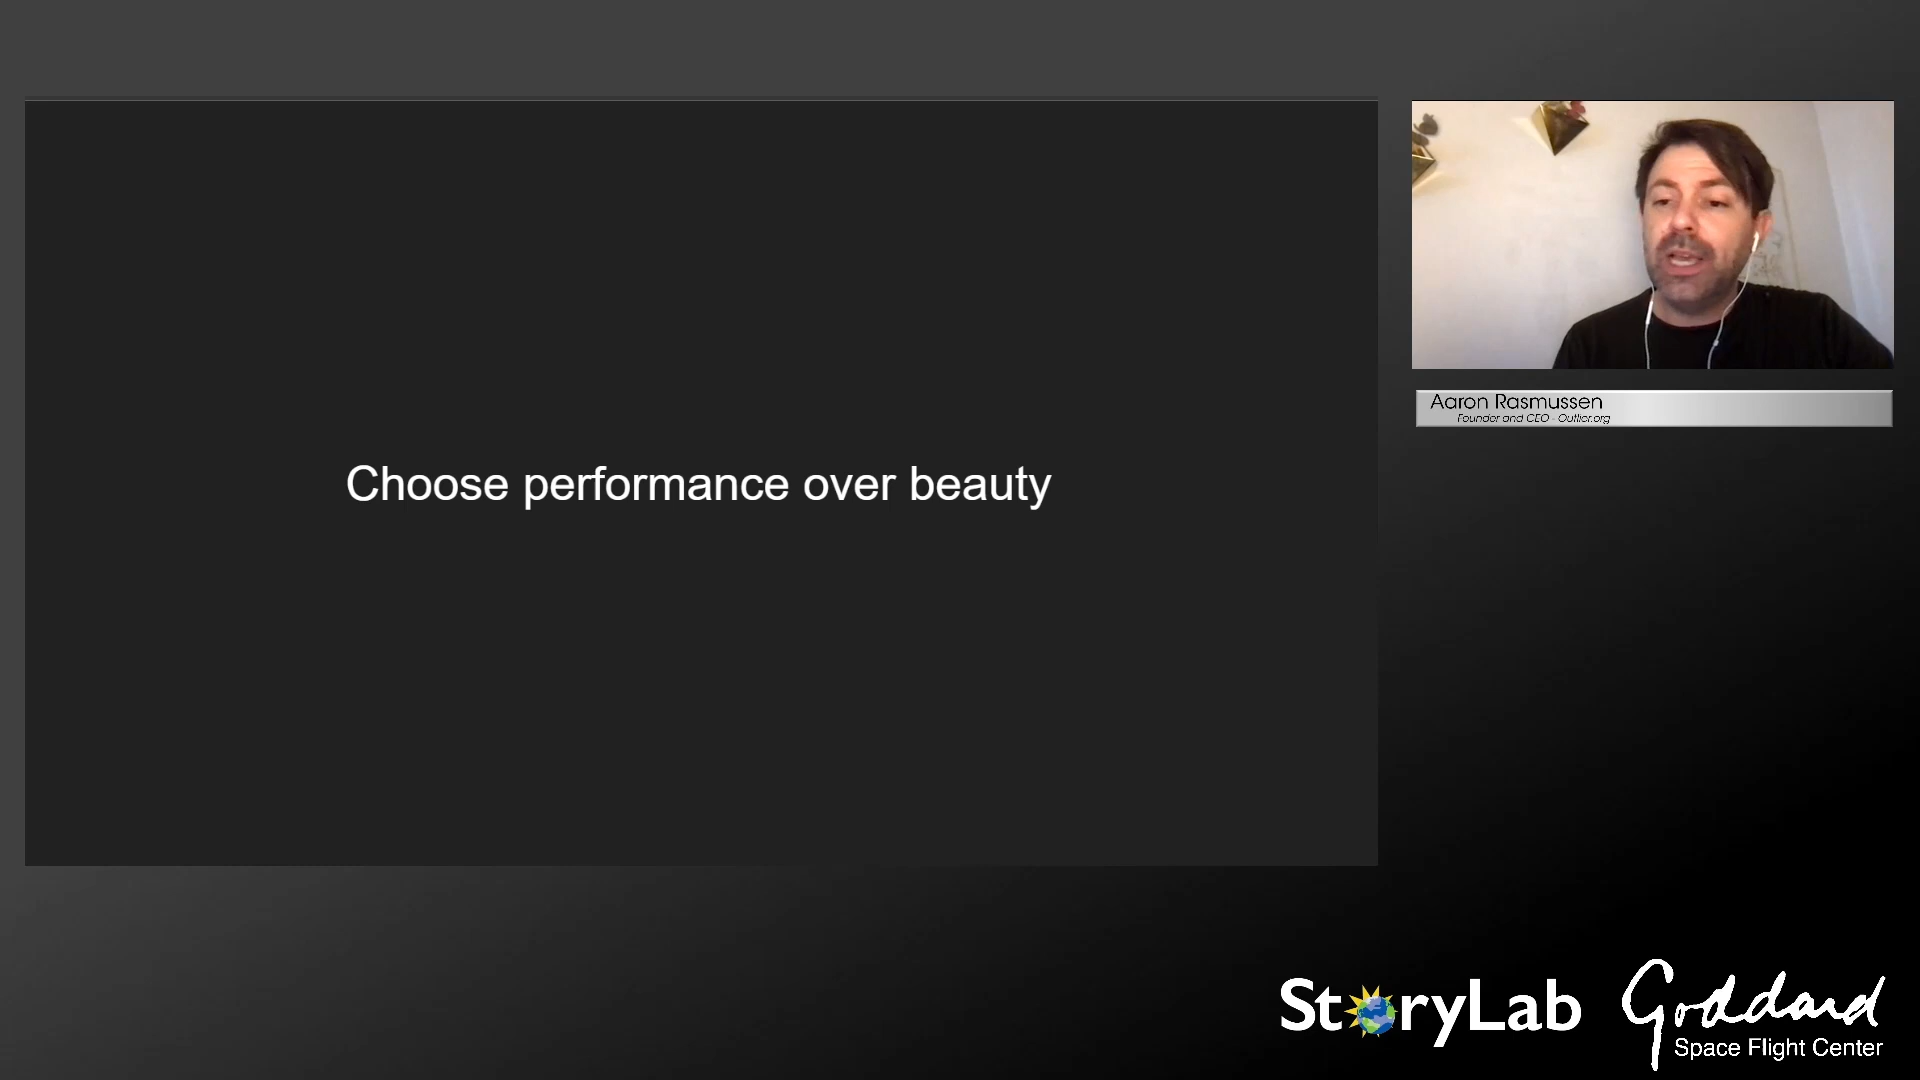 Choose performance over beauty
Aaron Rasmussen
Founder and CEO - Outlier.org
StoryLab
Goddard
Space Flight Center